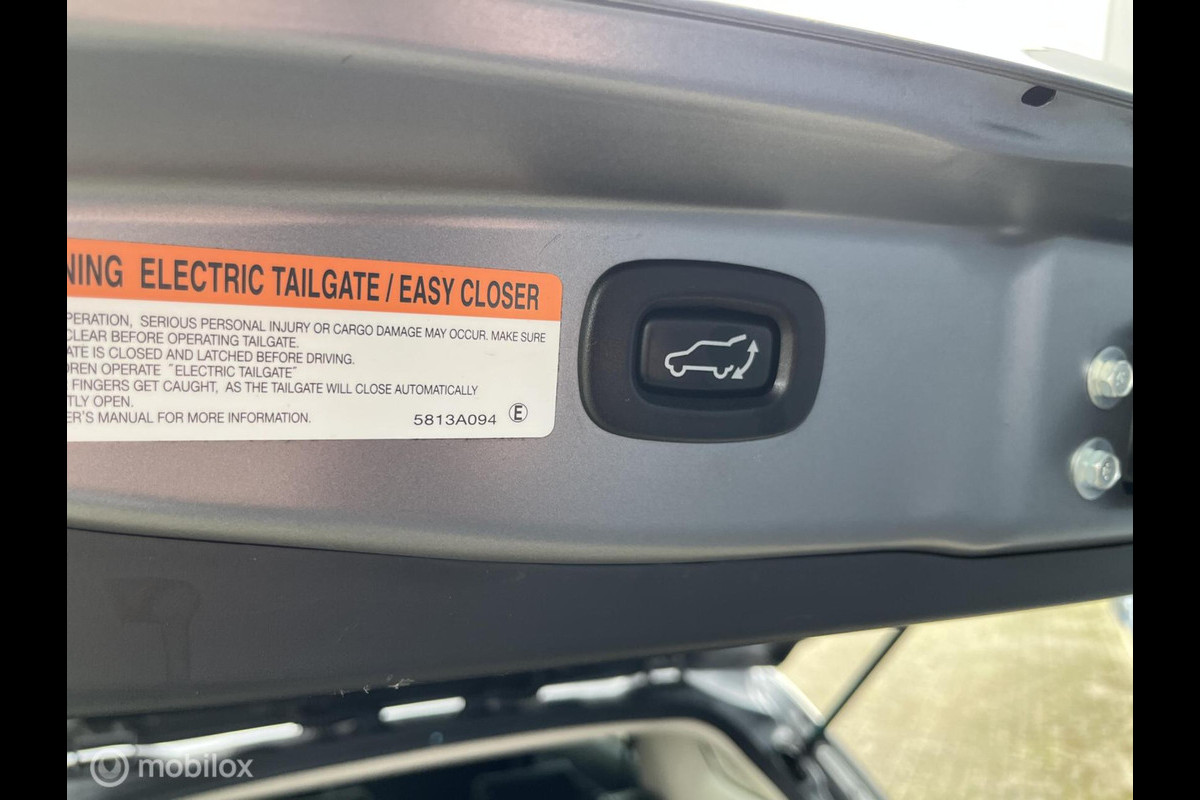 NING ELECTRIC TAILGATE / EASY CLOSER
PERATION, SERIOUS PERSONAL INJURY OR CARGO DAMAGE MAY OCCUR. MAKE SURE
CLEAR BEFORE OPERATING TAILGATE.
ATE IS CLOSED AND LATCHED BEFORE DRIVING.
DREN OPERATE "ELECTRIC TAILGATE"
FINGERS GET CAUGHT, AS THE TAILGATE WILL CLOSE AUTOMATICALLY
TLY OPEN.
ER'S MANUAL FOR MORE INFORMATION.
5813A094 E
mobilox